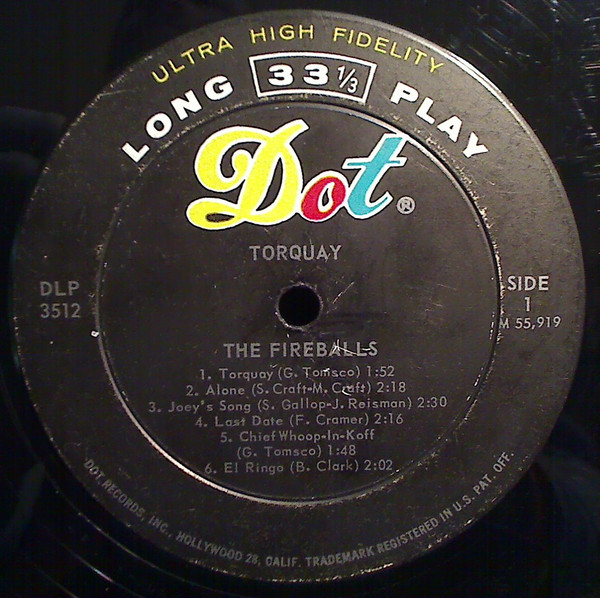 ULTRA HIGH FIDELITY
LONG 33 1/3 PLAY
Dot®
TORQUAY
DLP
3512
SIDE
1
M 55,919
THE FIREBALLS
1. Torquay (G. Tomsco) 1:52
2. Alone (S. Craft-M. Craft) 2:18
3. Joey's Song (S. Gallop-J. Reisman) 2:30
4. Last Date (F. Cramer) 2:16
5. Chief Whoop-In-Koff
(G. Tomsco) 1:48
6. El Ringo (B. Clark) 2:02
DOT RECORDS, INC., HOLLYWOOD 28, CALIF. TRADEMARK REGISTERED IN U.S. PAT. OFF.